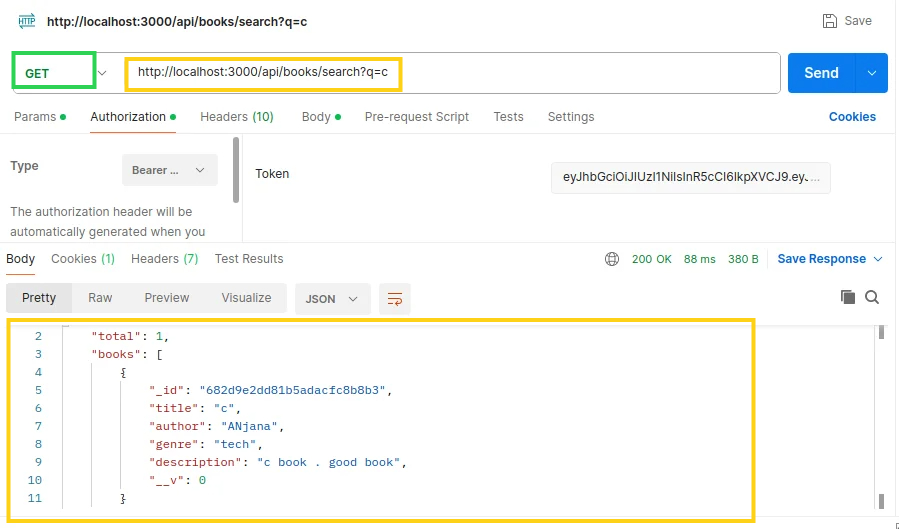 HTTP http://localhost:3000/api/books/search?q=c Save
GET http://localhost:3000/api/books/search?q=c Send
Params Authorization Headers (10) Body Pre-request Script Tests Settings Cookies
Type Bearer ... Token eyJhbGciOiJIUzI1NiIsInR5cCI6IkpXVCJ9.eyJ...
The authorization header will
automatically generated when you
Body Cookies (1) Headers (7) Test Results 200 OK 88 ms 380 B Save Response
Pretty Raw Preview Visualize JSON
2 "total": 1,
3 "books": [
4 {
5 "_id": "682d9e2dd81b5adacfc8b8b3",
6 "title": "c",
7 "author": "ANjana",
8 "genre": "tech",
9 "description": "c book . good book",
10 "__v": 0
11 }